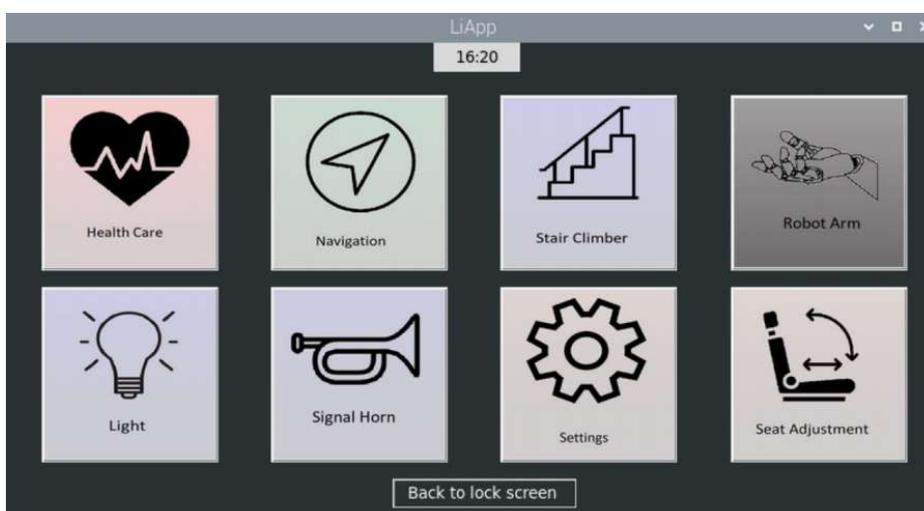 LiApp
16:20
Health Care
Navigation
Stair Climber
Robot Arm
Light
Signal Horn
Settings
Seat Adjustment
Back to lock screen